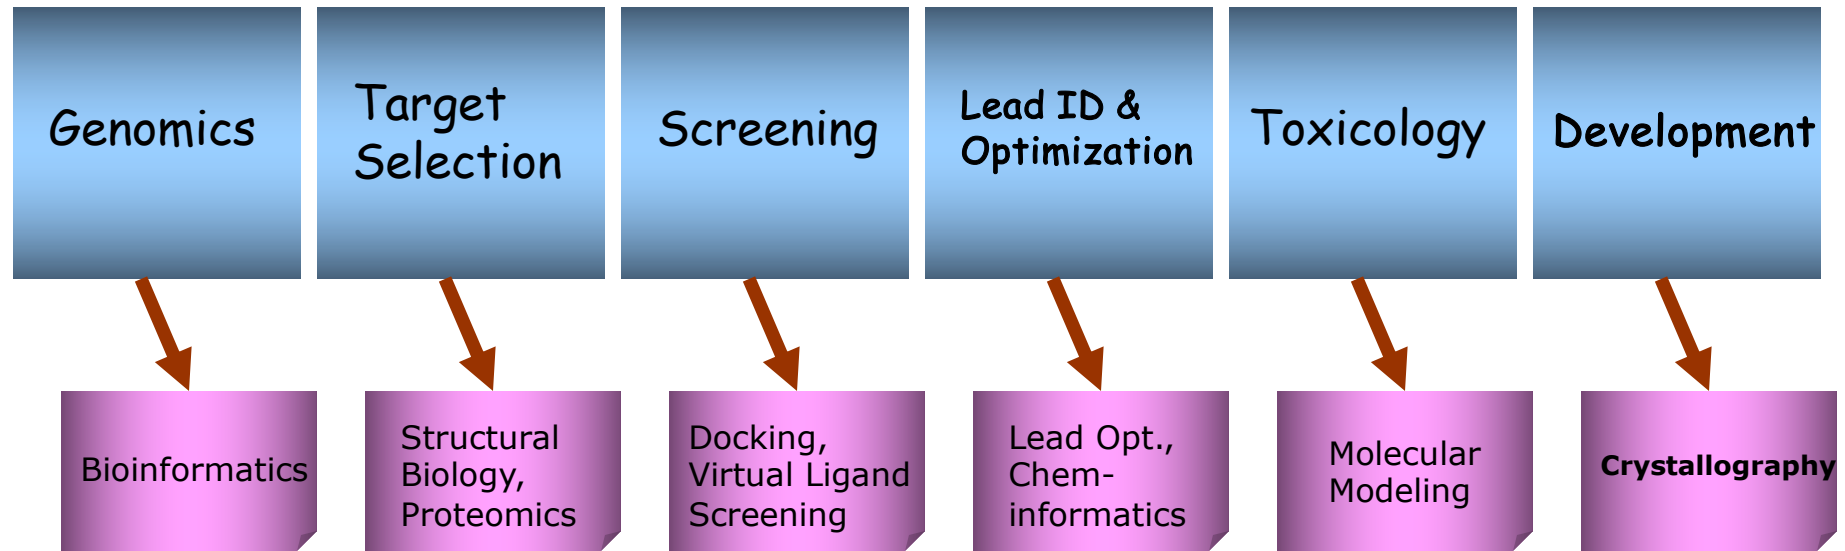 Genomics
Target
Selection
Screening
Lead ID &
Optimization
Toxicology
Development
Bioinformatics
Structural
Biology,
Proteomics
Docking,
Virtual Ligand
Screening
Lead Opt.,
Chem-
informatics
Molecular
Modeling
Crystallography